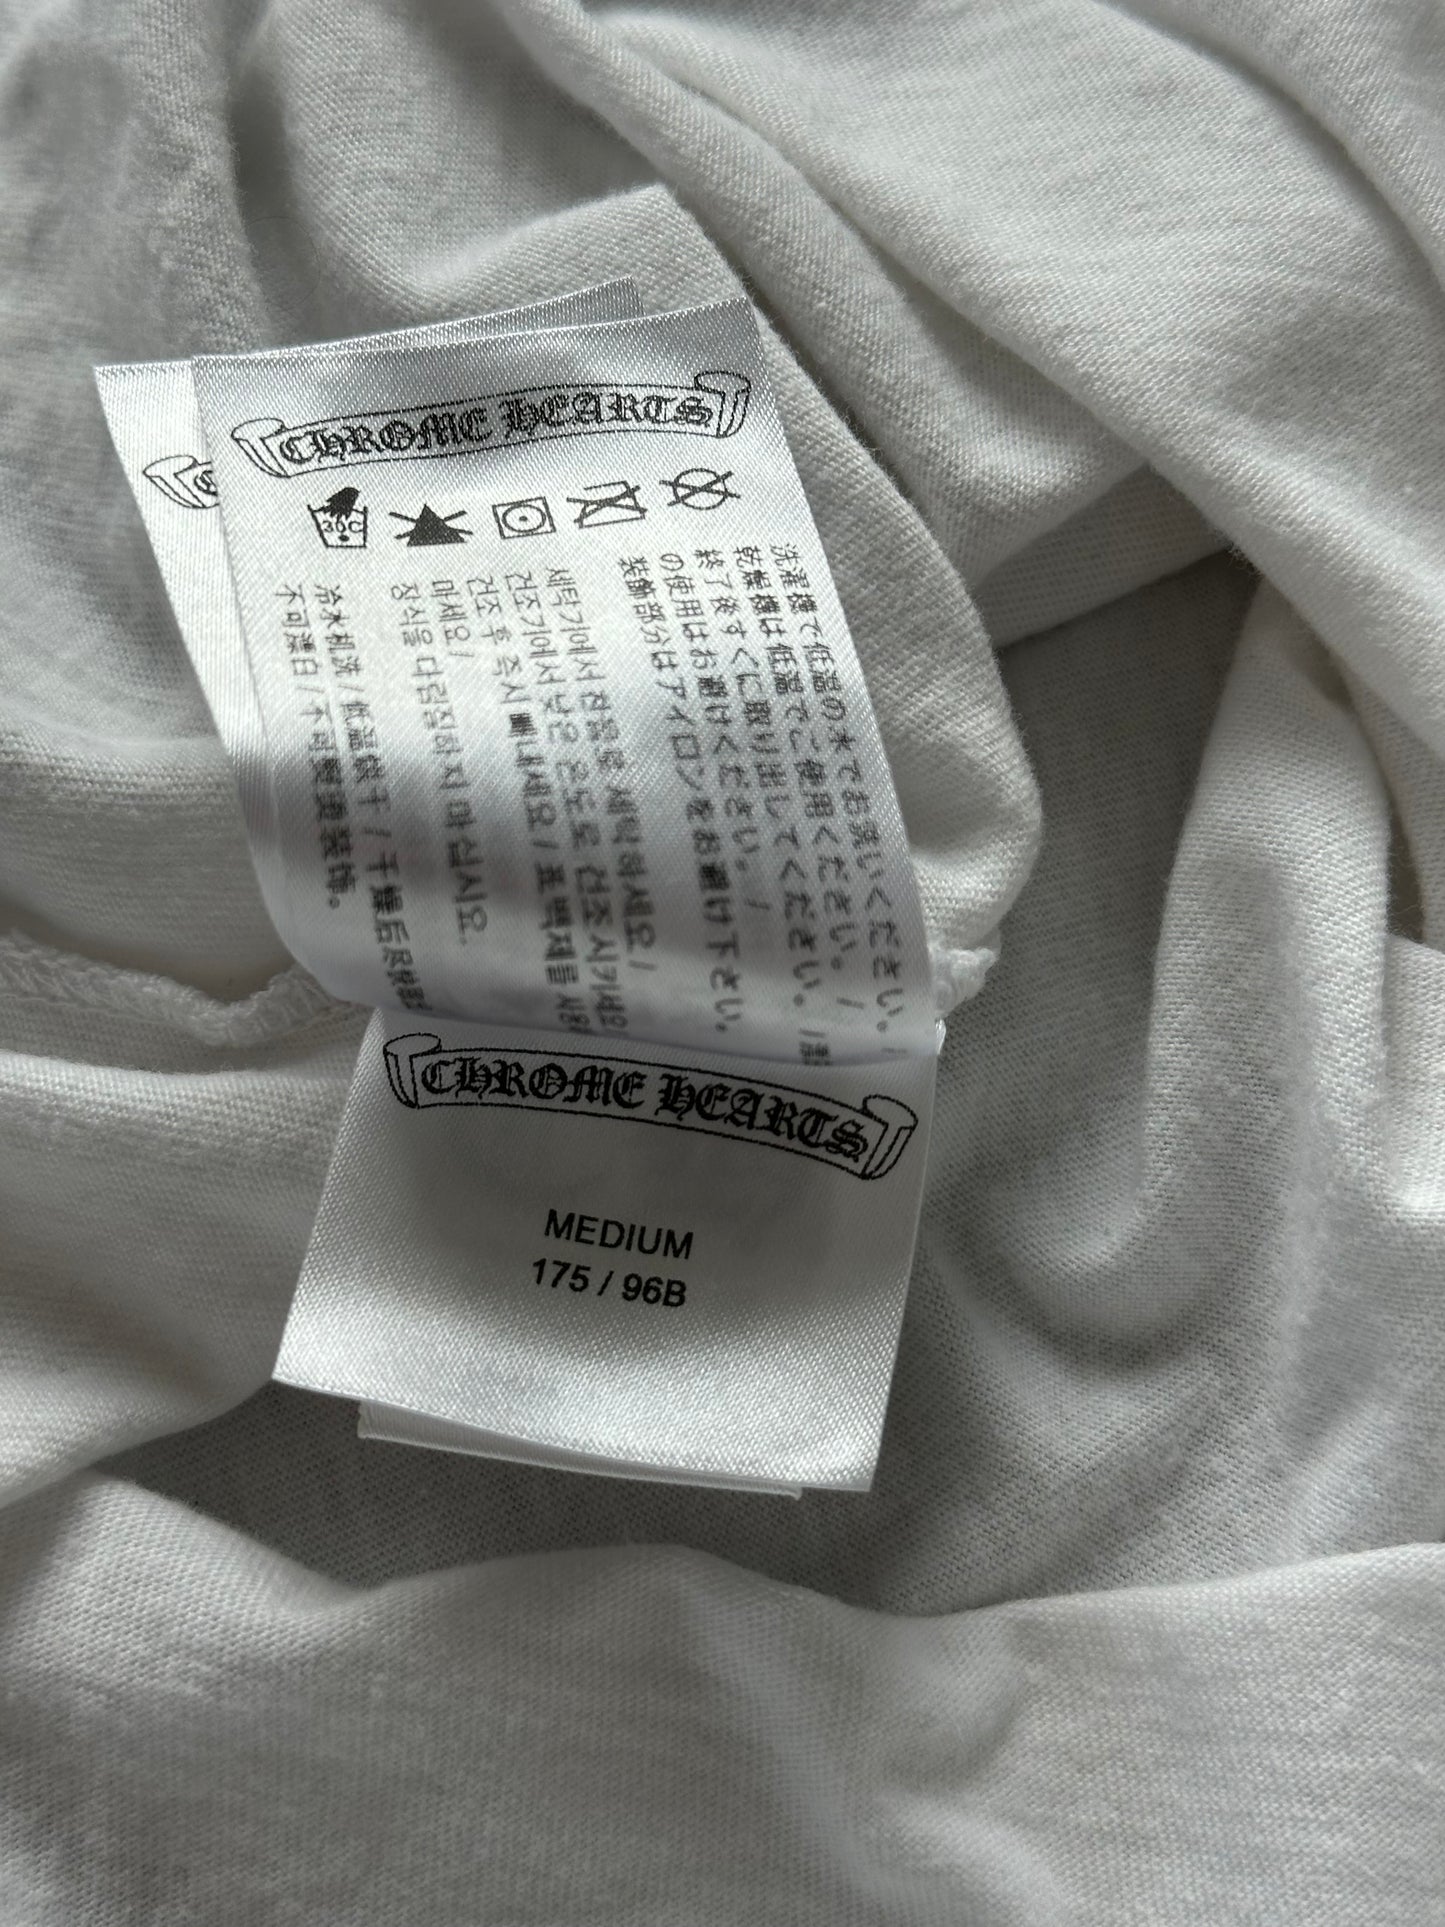 CHROME HEARTS
30C
洗濯機で低温の水でお洗いください。/
乾燥機は低温でご使用ください。/
終了後すぐに取り出してください。/
の使用はお避けください。/
装飾部分はアイロンをお避け下さい。
세탁기에서 찬물로 세탁하세요/
건조기에서 낮은 온도로 건조시키세요
건조 후 즉시 빼내세요/표백제를
마세요/
장식을 다림질하지 마십시요.
冷水机洗/低温烘干/干燥后尽快
不可漂白/不可熨烫装饰。
CHROME HEARTS
MEDIUM
175 / 96B